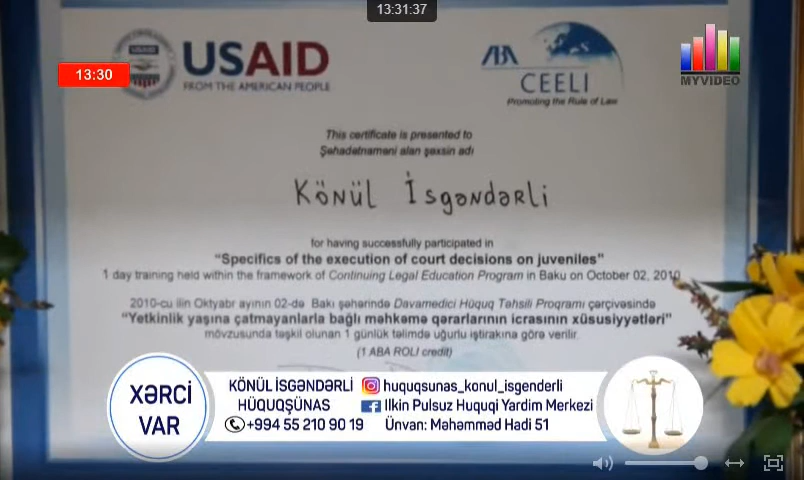 13:31:37
13:30
USAID
USAID
FROM THE AMERICAN PEOPLE
ABA
CEELI
Promoting the Rule of Law
MYVIDEO
This certificate is presented to
Şəhadətnaməni alan şəxsin adı
Könül İsgəndərli
for having successfully participated in
“Specifics of the execution of court decisions on juveniles”
1 day training held within the framework of Continuing Legal Education Program in Baku on October 02, 2010
2010-cu ilin Oktyabr ayının 02-də Bakı şəhərində Davamedici Hüquq Təhsili Proqramı çərçivəsində
“Yetkinlik yaşına çatmayanlarla bağlı məhkəmə qərarlarının icrasının xüsusiyyətləri”
mövzusunda təşkil olunan 1 günlük təlimdə uğurlu iştirakına görə verilir.
(1 ABA ROLI credit)
XƏRCİ
VAR
KÖNÜL İSGƏNDƏRLİ
HÜQUQŞÜNAS
+994 55 210 90 19
huquqsunas_konul_isgenderli
Ilkin Pulsuz Huquqi Yardim Merkezi
Ünvan: Məhəmməd Hadi 51